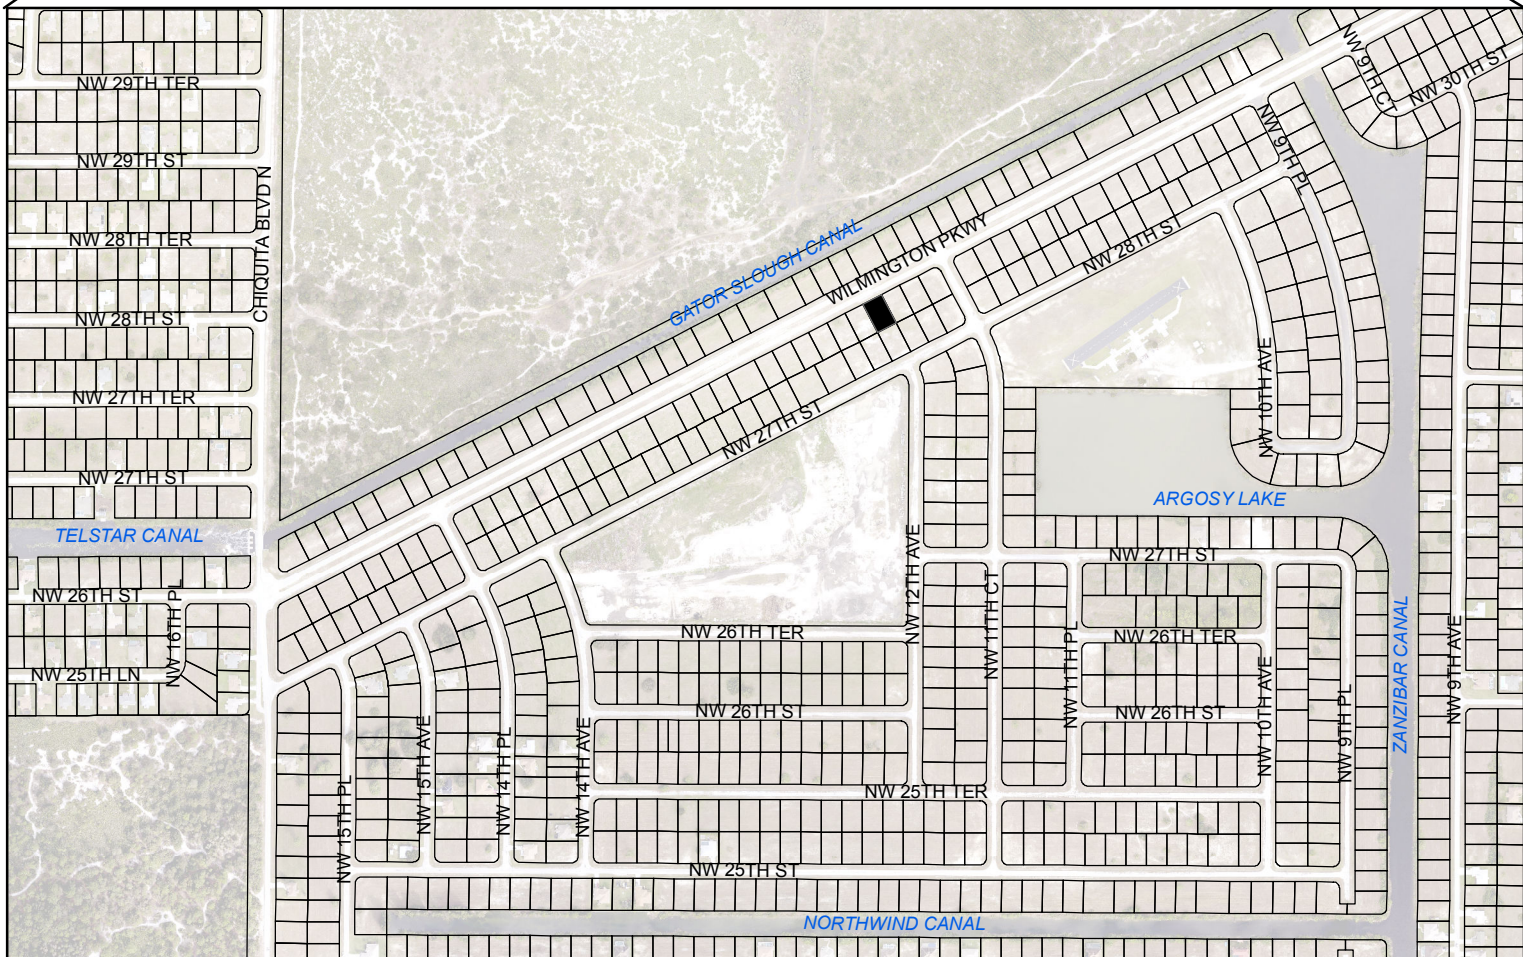 NW 9TH CT
NW 30TH ST
NW 29TH TER
NW 9TH PL
NW 29TH ST
CHIQUITA BLVD N
NW 28TH TER
GATOR SLOUGH CANAL
WILMINGTON PKWY
NW 28TH ST
NW 28TH ST
NW 27TH TER
NW 10TH AVE
NW 27TH ST
NW 27TH ST
ARGOSY LAKE
TELSTAR CANAL
NW 12TH AVE
NW 27TH ST
NW 26TH ST
NW 16TH PL
NW 11TH CT
NW 26TH TER
NW 11TH PL
NW 26TH TER
ZANZIBAR CANAL
NW 9TH AVE
NW 25TH LN
NW 26TH ST
NW 26TH ST
NW 10TH AVE
NW 9TH PL
NW 15TH AVE
NW 14TH PL
NW 14TH AVE
NW 15TH PL
NW 25TH TER
NW 25TH ST
NORTHWIND CANAL